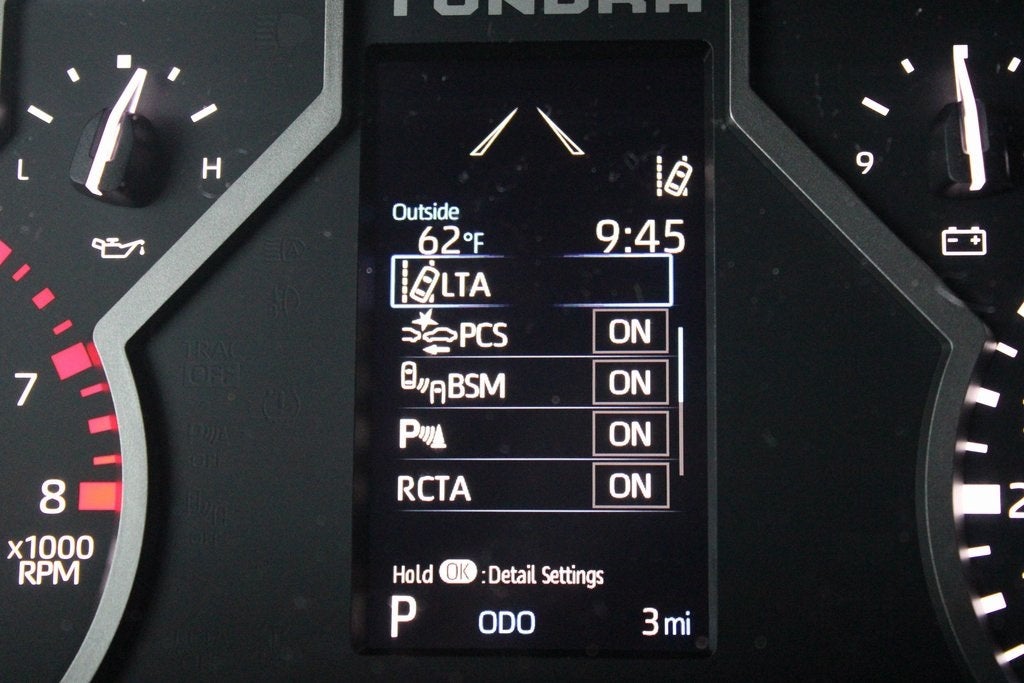 TUNDRA
L
H
9
Outside
62°F
9:45
LTA
PCS ON
BSM ON
P ON
RCTA ON
7
8
x1000
RPM
2
Hold OK : Detail Settings
P ODO 3 mi